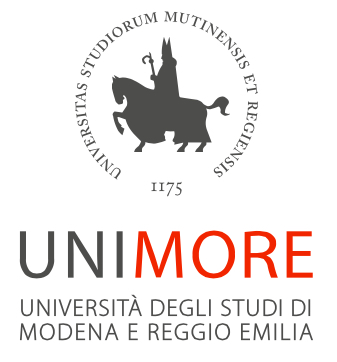 UNIVERSITAS STUDIORUM MUTINENSIS ET REGIENSIS
1175
UNIMORE
UNIVERSITÀ DEGLI STUDI DI
MODENA E REGGIO EMILIA